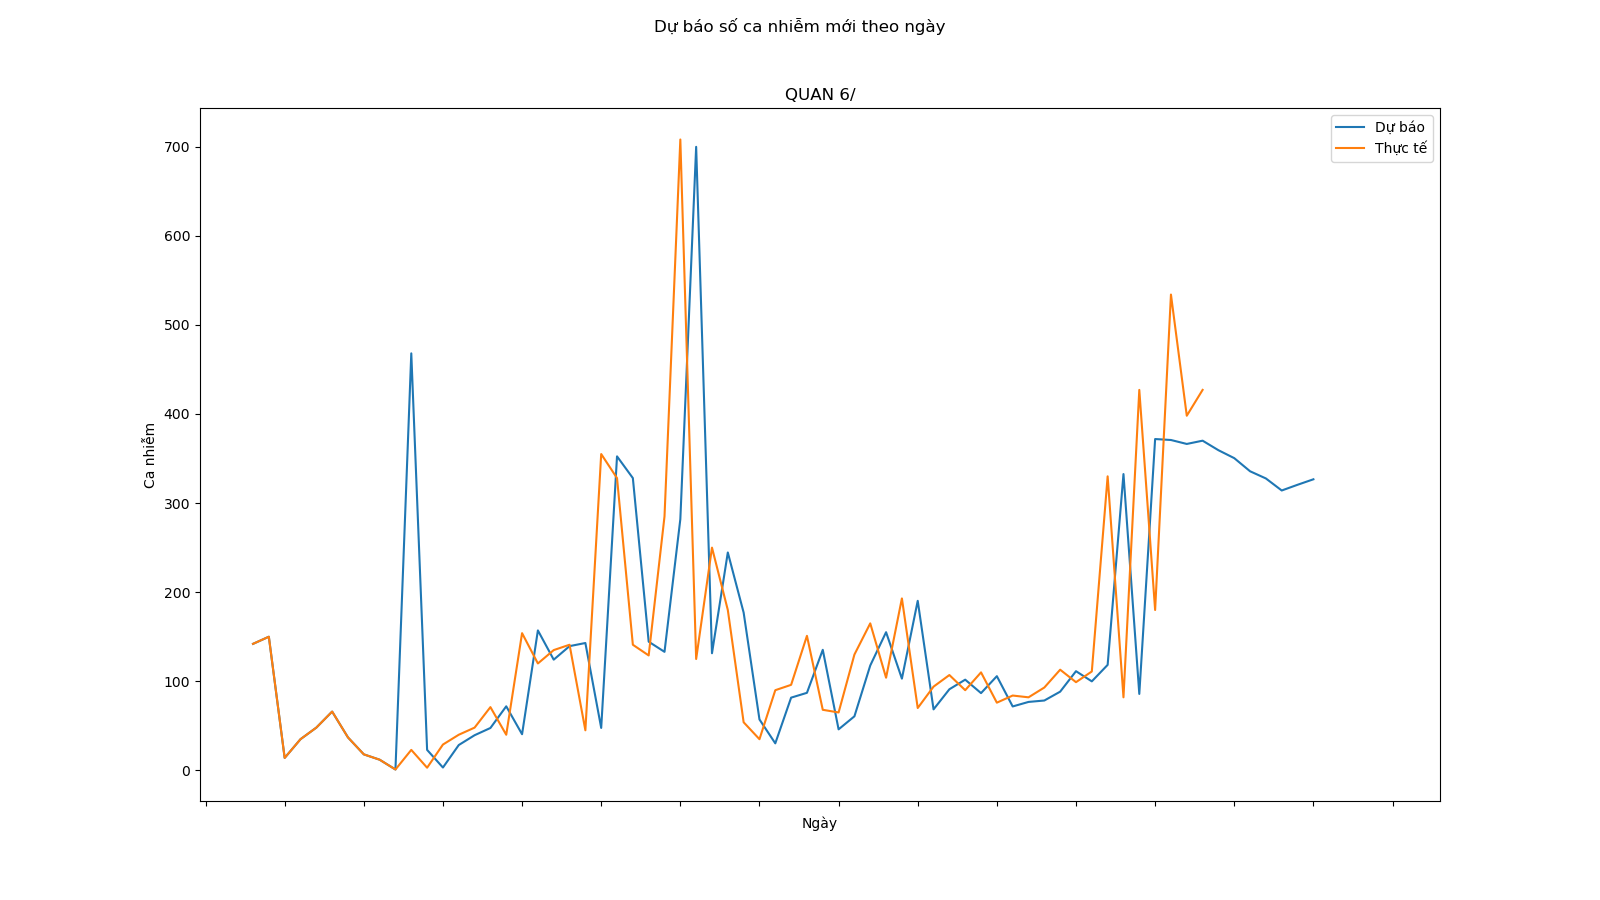 Dự báo số ca nhiễm mới theo ngày
QUAN 6/
Dự báo
Thực tế
700
600
500
400
300
200
100
0
Ca nhiễm
Ngày